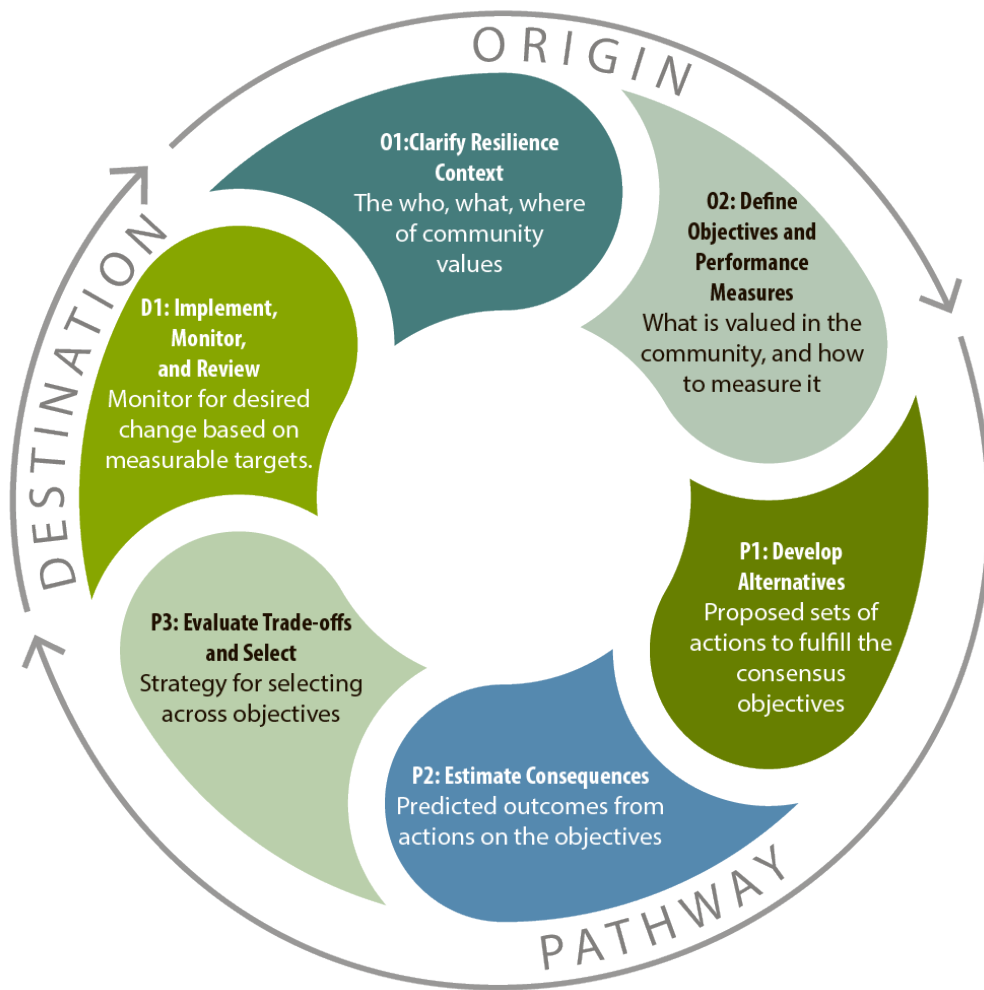 ORIGIN
O1:Clarify Resilience
Context
The who, what, where
of community
values
O2: Define
Objectives and
Performance
Measures
What is valued in the
community, and how
to measure it
P1: Develop
Alternatives
Proposed sets of
actions to fulfill the
consensus
objectives
PATHWAY
P2: Estimate Consequences
Predicted outcomes from
actions on the objectives
P3: Evaluate Trade-offs
and Select
Strategy for selecting
across objectives
DESTINATION
D1: Implement,
Monitor,
and Review
Monitor for desired
change based on
measurable targets.